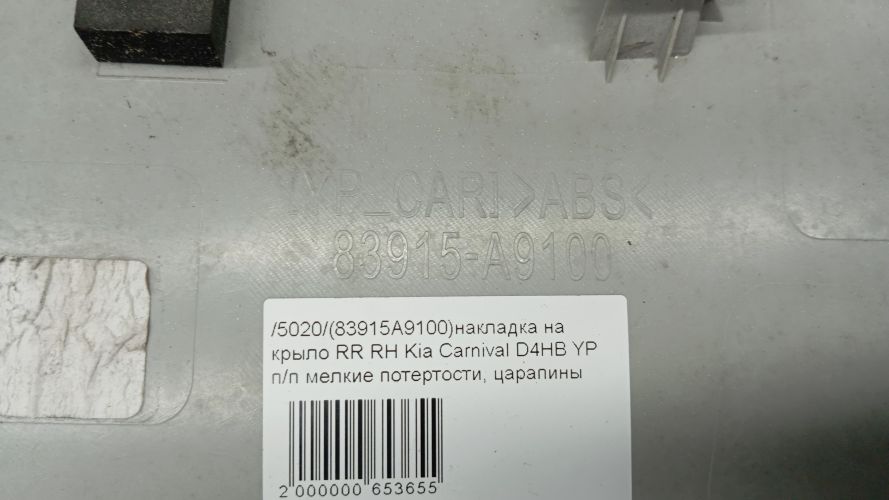 YP_CAR1>ABS<
83915-A9100
/5020/(83915A9100)накладка на
крыло RR RH Kia Carnival D4HB YP
п/п мелкие потертости, царапины
2 000000 653655